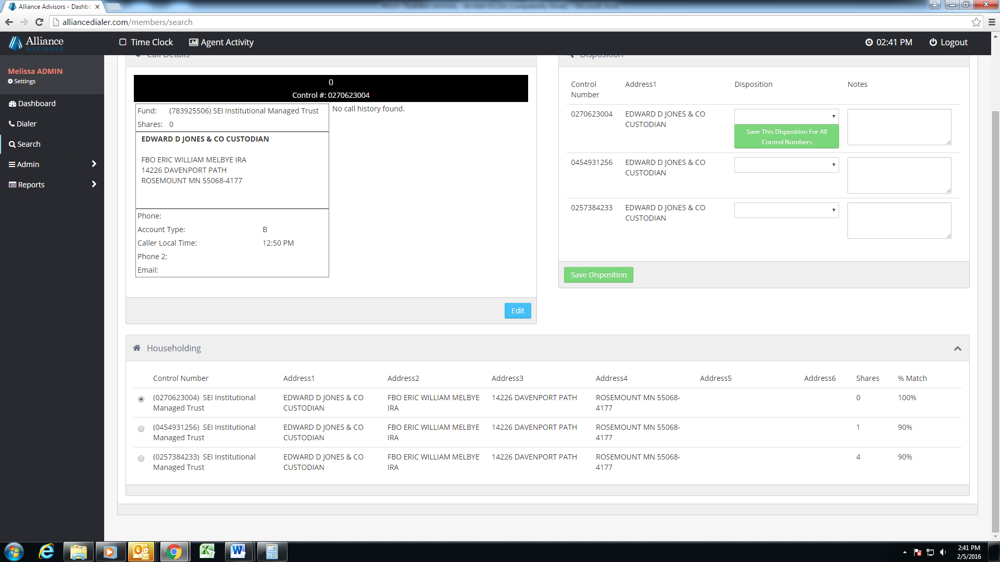 Alliance Advisors - Dashbo
alliancedialer.com/members/search
Alliance
ADVISORS
Time Clock
Agent Activity
02:41 PM
Logout
Melissa ADMIN
Settings
Dashboard
Dialer
Search
Admin
Reports
Call Details
()
Control #: 0270623004
Fund: (783925506) SEI Institutional Managed Trust
Shares: 0
No call history found.
EDWARD D JONES & CO CUSTODIAN
FBO ERIC WILLIAM MELBYE IRA
14226 DAVENPORT PATH
ROSEMOUNT MN 55068-4177
Phone:
Account Type: B
Caller Local Time: 12:50 PM
Phone 2:
Email:
Edit
Disposition
Control Number Address1 Disposition Notes
0270623004 EDWARD D JONES & CO
CUSTODIAN
Save This Disposition For All
Control Numbers
0454931256 EDWARD D JONES & CO
CUSTODIAN
0257384233 EDWARD D JONES & CO
CUSTODIAN
Save Disposition
Householding
Control Number Address1 Address2 Address3 Address4 Address5 Address6 Shares % Match
(0270623004) SEI Institutional EDWARD D JONES & CO FBO ERIC WILLIAM MELBYE 14226 DAVENPORT PATH ROSEMOUNT MN 55068- 0 100%
Managed Trust CUSTODIAN IRA 4177
(0454931256) SEI Institutional EDWARD D JONES & CO FBO ERIC WILLIAM MELBYE 14226 DAVENPORT PATH ROSEMOUNT MN 55068- 1 90%
Managed Trust CUSTODIAN IRA 4177
(0257384233) SEI Institutional EDWARD D JONES & CO FBO ERIC WILLIAM MELBYE 14226 DAVENPORT PATH ROSEMOUNT MN 55068- 4 90%
Managed Trust CUSTODIAN IRA 4177
2:41 PM
2/5/2016